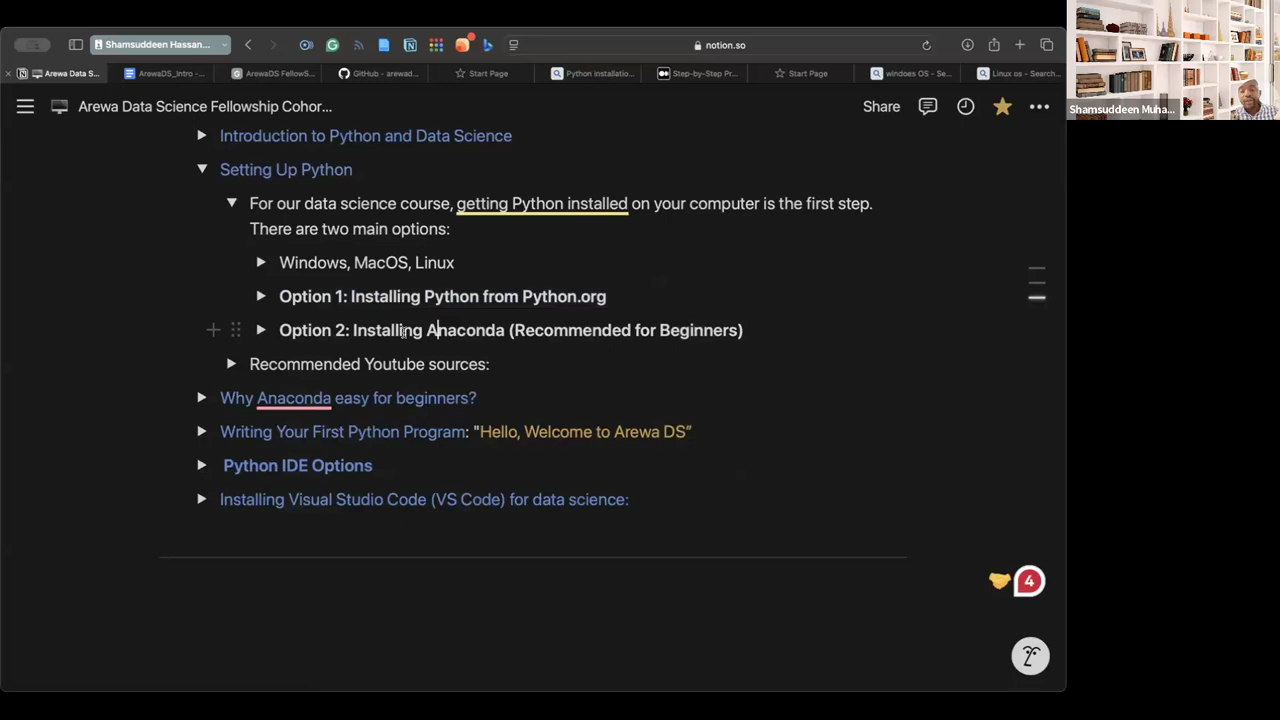 Shamsuddeen Hassan...
notion.so
Arewa Data S...
ArewaDS_Intro -...
ArewaDS FellowS...
GitHub - arewad...
Start Page
Python installatio...
Step-by-Step Pr...
Start Page
windoes OS - Se...
Linux os - Search...
Shamsuddeen Muha...
Arewa Data Science Fellowship Cohor...
Share
Introduction to Python and Data Science
Setting Up Python
For our data science course, getting Python installed on your computer is the first step.
There are two main options:
Windows, MacOS, Linux
Option 1: Installing Python from Python.org
Option 2: Installing Anaconda (Recommended for Beginners)
Recommended Youtube sources:
Why Anaconda easy for beginners?
Writing Your First Python Program: "Hello, Welcome to Arewa DS”
Python IDE Options
Installing Visual Studio Code (VS Code) for data science:
4